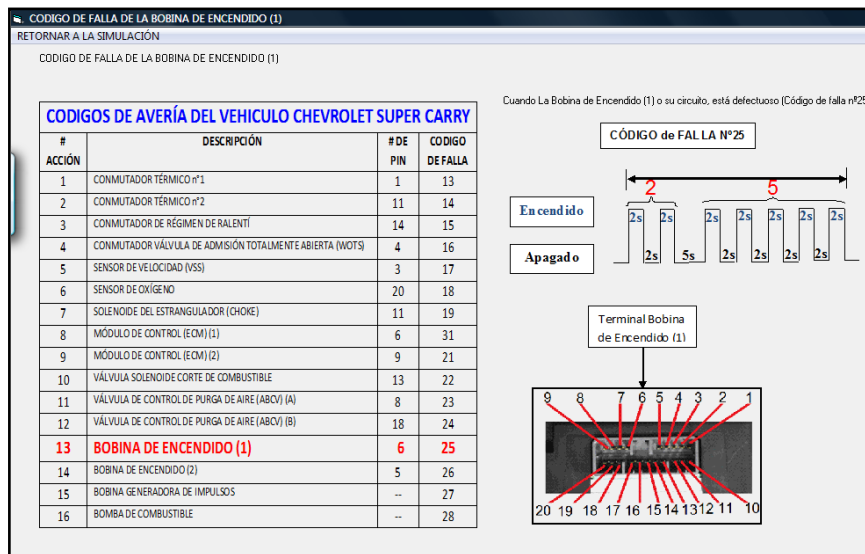 CODIGO DE FALLA DE LA BOBINA DE ENCENDIDO (1)
RETORNAR A LA SIMULACIÓN
CODIGO DE FALLA DE LA BOBINA DE ENCENDIDO (1)
CODIGOS DE AVERÍA DEL VEHICULO CHEVROLET SUPER CARRY
# ACCIÓN DESCRIPCIÓN # DE PIN CODIGO DE FALLA
1 CONMUTADOR TÉRMICO n°1 1 13
2 CONMUTADOR TÉRMICO n°2 11 14
3 CONMUTADOR DE RÉGIMEN DE RALENTÍ 14 15
4 CONMUTADOR VÁLVULA DE ADMISIÓN TOTALMENTE ABIERTA (WOTS) 4 16
5 SENSOR DE VELOCIDAD (VSS) 3 17
6 SENSOR DE OXÍGENO 20 18
7 SOLENOIDE DEL ESTRANGULADOR (CHOKE) 11 19
8 MÓDULO DE CONTROL (ECM) (1) 6 31
9 MÓDULO DE CONTROL (ECM) (2) 9 21
10 VÁLVULA SOLENOIDE CORTE DE COMBUSTIBLE 13 22
11 VÁLVULA DE CONTROL DE PURGA DE AIRE (ABCV) (A) 8 23
12 VÁLVULA DE CONTROL DE PURGA DE AIRE (ABCV) (B) 18 24
13 BOBINA DE ENCENDIDO (1) 6 25
14 BOBINA DE ENCENDIDO (2) 5 26
15 BOBINA GENERADORA DE IMPULSOS -- 27
16 BOMBA DE COMBUSTIBLE -- 28
Cuando La Bobina de Encendido (1) o su circuito, está defectuoso (Código de falla nº25
CÓDIGO de FALLA Nº25
2 5
Encendido 2s 2s 2s 2s 2s 2s 2s
Apagado 2s 5s 2s 2s 2s 2s
Terminal Bobina
de Encendido (1)
9 8 7 6 5 4 3 2 1
20 19 18 17 16 15 14 13 12 11 10